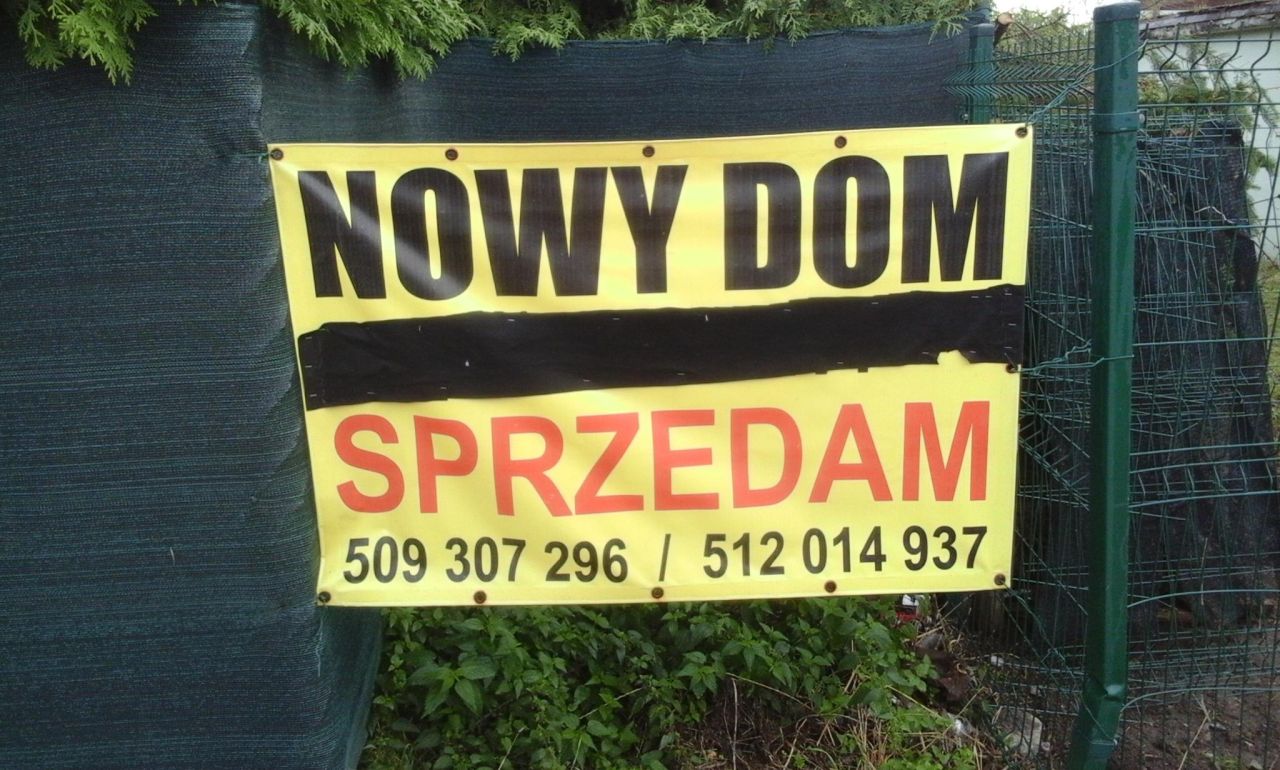 NOWY DOM
SPRZEDAM
509 307 296 / 512 014 937